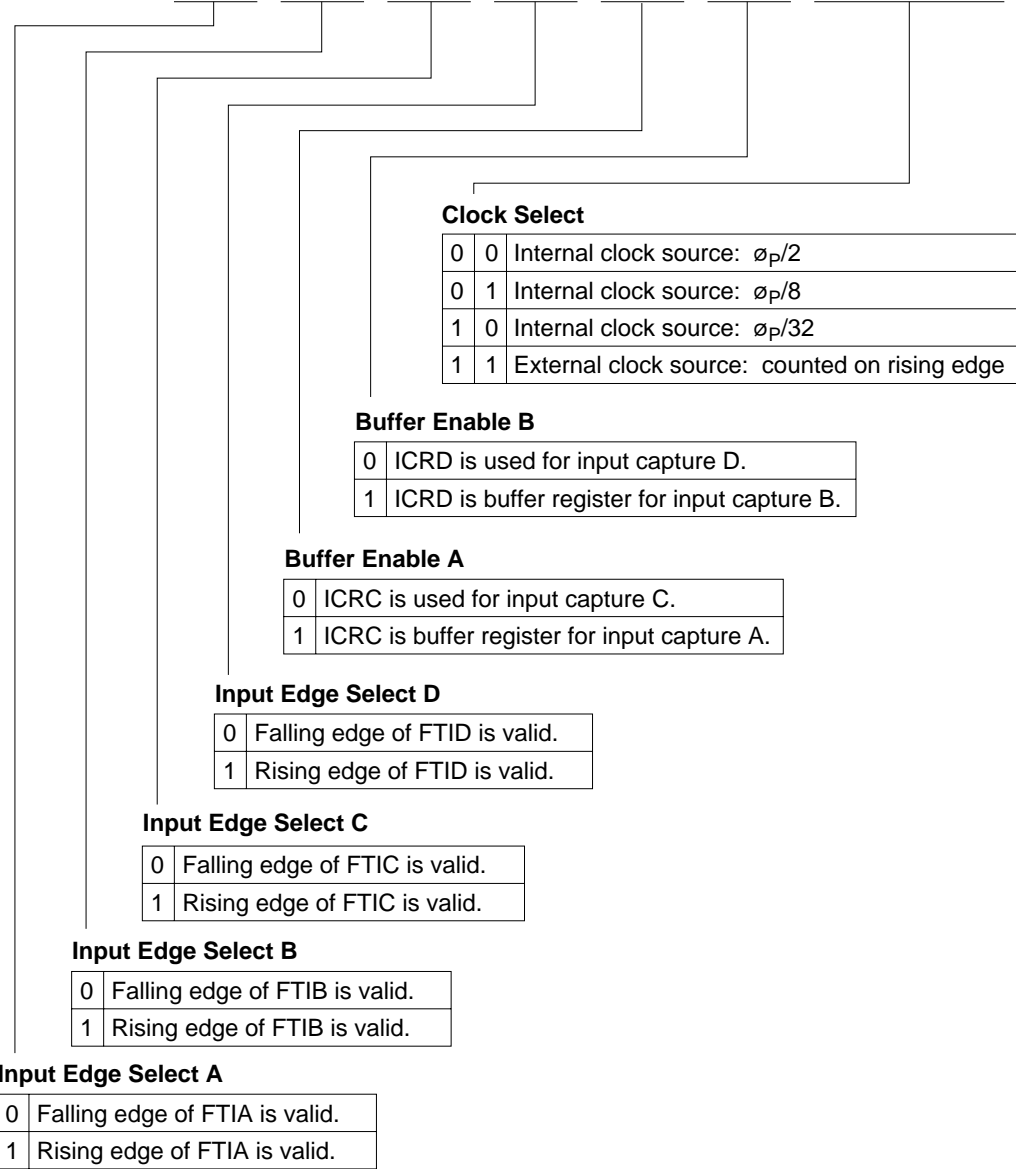 Clock Select
0 0 Internal clock source: øP/2
0 1 Internal clock source: øP/8
1 0 Internal clock source: øP/32
1 1 External clock source: counted on rising edge
Buffer Enable B
0 ICRD is used for input capture D.
1 ICRD is buffer register for input capture B.
Buffer Enable A
0 ICRC is used for input capture C.
1 ICRC is buffer register for input capture A.
Input Edge Select D
0 Falling edge of FTID is valid.
1 Rising edge of FTID is valid.
Input Edge Select C
0 Falling edge of FTIC is valid.
1 Rising edge of FTIC is valid.
Input Edge Select B
0 Falling edge of FTIB is valid.
1 Rising edge of FTIB is valid.
Input Edge Select A
0 Falling edge of FTIA is valid.
1 Rising edge of FTIA is valid.